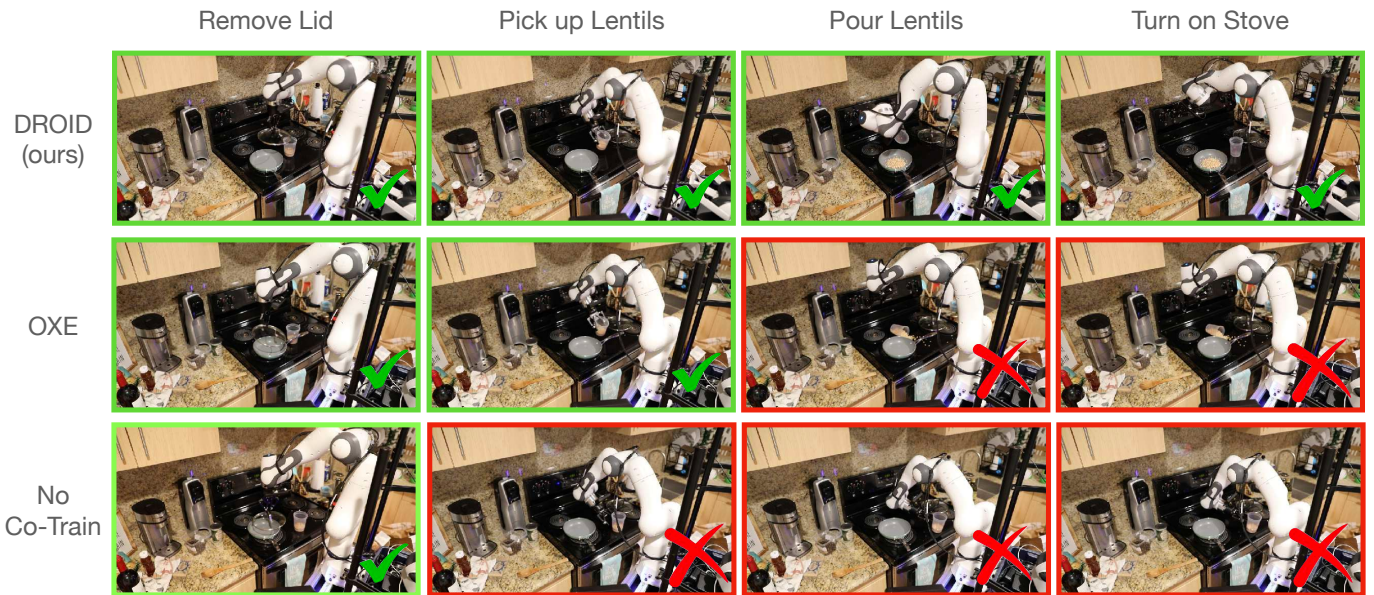 Remove Lid
Pick up Lentils
Pour Lentils
Turn on Stove
DROID
(ours)
OXE
No
Co-Train